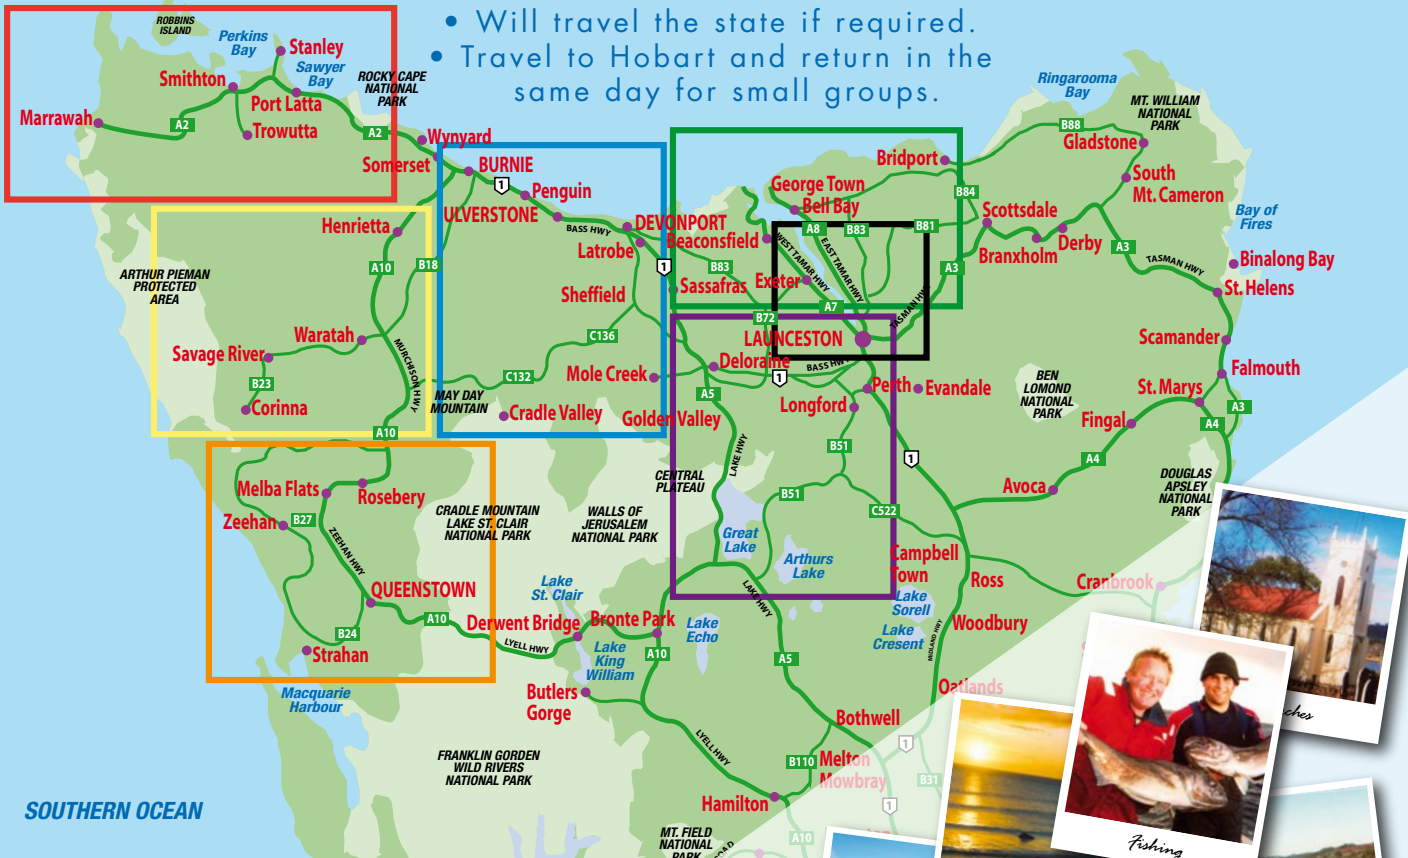 • Will travel the state if required.
• Travel to Hobart and return in the
same day for small groups.
ROBBINS
ISLAND
Perkins
Bay
Stanley
Sawyer
Bay
Smithton
Port Latta
ROCKY CAPE
NATIONAL
PARK
Marrawah
A2
Trowutta
A2
Wynyard
Somerset
BURNIE
1
Penguin
ULVERSTONE
BASS HWY
DEVONPORT
Latrobe
1
Henrietta
A10
B18
ARTHUR PIEMAN
PROTECTED
AREA
Sheffield
Waratah
Savage River
B23
Corinna
MURCHISON HWY
C136
C132
MAY DAY
MOUNTAIN
Mole Creek
Cradle Valley
Golden Valley
A10
Ringarooma
Bay
MT. WILLIAM
NATIONAL
PARK
B88
Gladstone
Bridport
South
Mt. Cameron
George Town
Bell Bay
B84
Scottsdale
Bay of
Fires
Beaconsfield
A8
B83
B81
Branxholm
Derby
A3
TASMAN HWY
Binalong Bay
B83
WEST TAMAR HWY
EAST TAMAR HWY
A3
Sassafras
Exeter
A7
TASMAN HWY
St. Helens
B72
LAUNCESTON
Scamander
Deloraine
BASS HWY
1
A5
Perth
Evandale
Longford
BEN
LOMOND
NATIONAL
PARK
Falmouth
St. Marys
A3
A4
Fingal
B51
1
A4
LAKE HWY
CENTRAL
PLATEAU
Avoca
DOUGLAS
APSLEY
NATIONAL
PARK
Melba Flats
Rosebery
Zeehan
B27
ZEEHAN HWY
CRADLE MOUNTAIN
LAKE ST. CLAIR
NATIONAL PARK
WALLS OF
JERUSALEM
NATIONAL PARK
B51
C522
Great
Lake
Arthurs
Lake
Campbell
Town
Ross
Cranbrook
QUEENSTOWN
A10
Lake
St. Clair
LAKE HWY
Lake
Sorell
Lake
Cresent
Woodbury
MIDLAND HWY
B24
Strahan
Derwent Bridge
LYELL HWY
Bronte Park
A10
Lake
Echo
Lake
King
William
A5
Macquarie
Harbour
Butlers
Gorge
Oatlands
Bothwell
1
LYELL HWY
B110
Melton
Mowbray
B31
FRANKLIN GORDEN
WILD RIVERS
NATIONAL PARK
Hamilton
1
SOUTHERN OCEAN
MT. FIELD
NATIONAL
PARK
A10
ches
Fishing